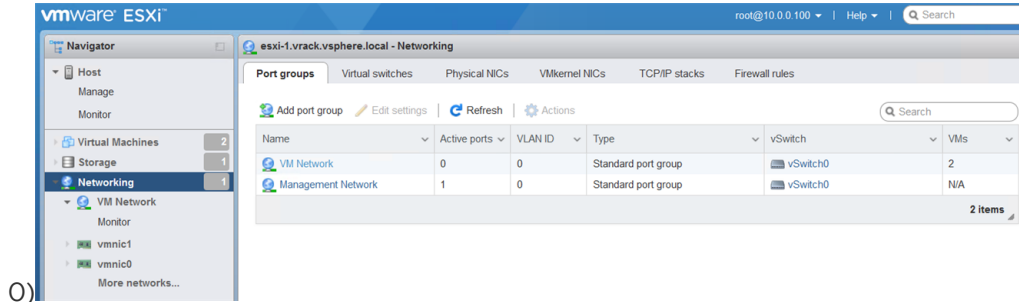 vmware ESXi™
root@10.0.0.100 | Help | Search
Navigator
Host
Manage
Monitor
Virtual Machines 2
Storage 1
Networking 1
VM Network
Monitor
vmnic1
vmnic0
More networks...
esxi-1.vrack.vsphere.local - Networking
Port groups Virtual switches Physical NICs VMkernel NICs TCP/IP stacks Firewall rules
Add port group Edit settings | Refresh | Actions Search
Name Active ports VLAN ID Type vSwitch VMs
VM Network 0 0 Standard port group vSwitch0 2
Management Network 1 0 Standard port group vSwitch0 N/A
2 items
O)